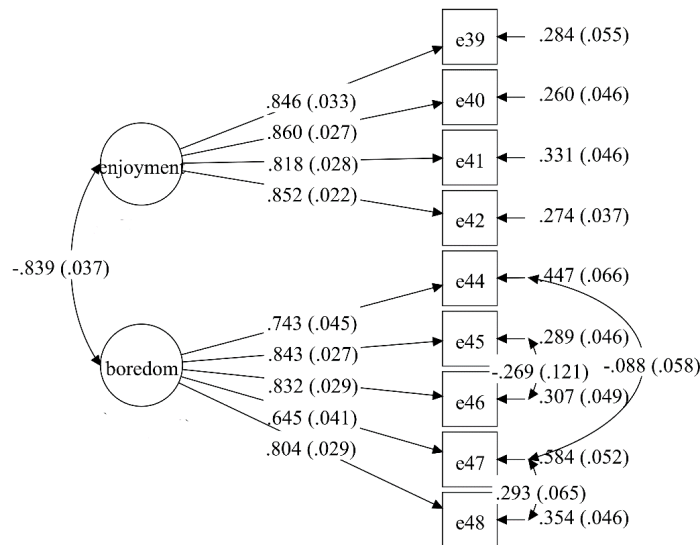 e39
.284 (.055)
.846 (.033)
e40
.260 (.046)
.860 (.027)
e41
.331 (.046)
enjoyment
.818 (.028)
.852 (.022)
e42
.274 (.037)
-.839 (.037)
e44
.447 (.066)
.743 (.045)
e45
.289 (.046)
.843 (.027)
boredom
-.269 (.121)
-.088 (.058)
.832 (.029)
e46
.307 (.049)
.645 (.041)
.804 (.029)
e47
.584 (.052)
.293 (.065)
e48
.354 (.046)